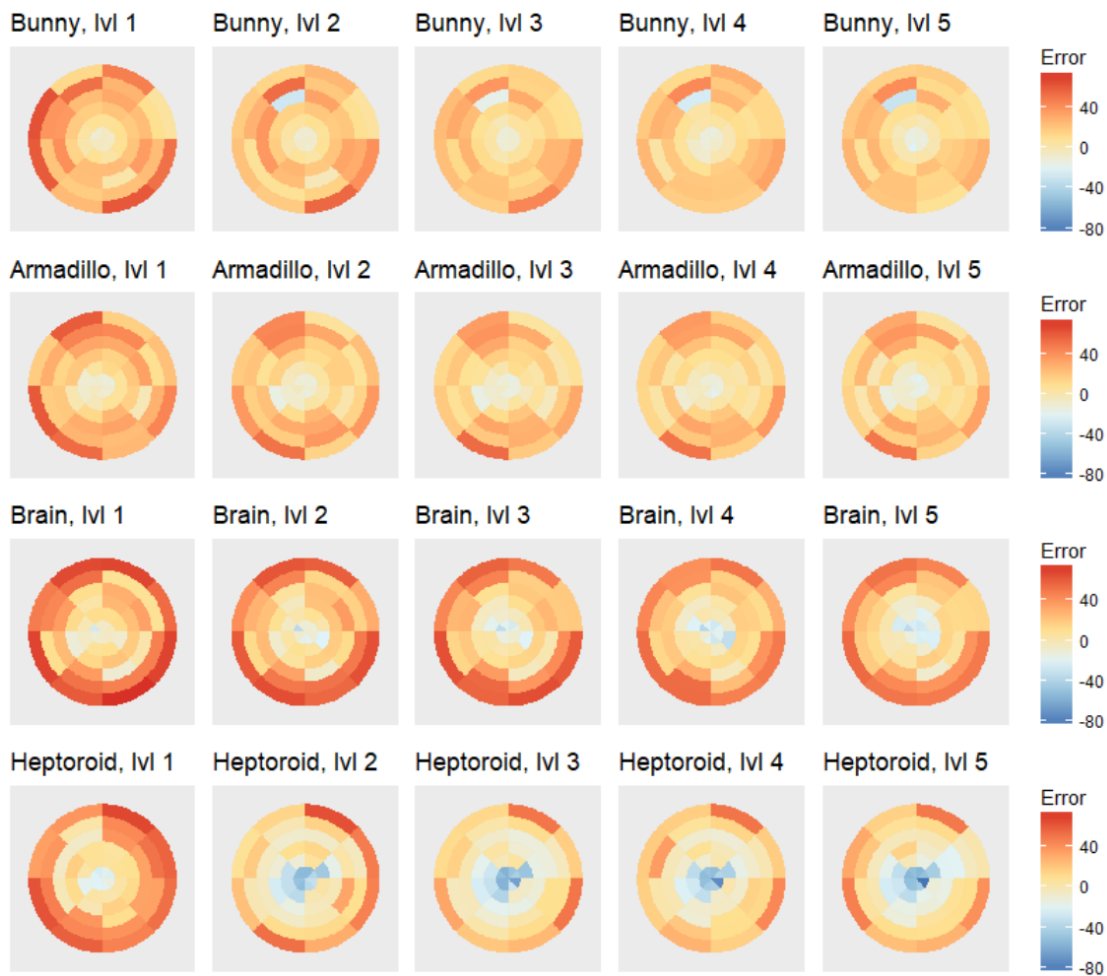 Bunny, lvl 1 Bunny, lvl 2 Bunny, lvl 3 Bunny, lvl 4 Bunny, lvl 5
Error
40
0
-40
-80
Armadillo, lvl 1 Armadillo, lvl 2 Armadillo, lvl 3 Armadillo, lvl 4 Armadillo, lvl 5
Error
40
0
-40
-80
Brain, lvl 1 Brain, lvl 2 Brain, lvl 3 Brain, lvl 4 Brain, lvl 5
Error
40
0
-40
-80
Heptoroid, lvl 1 Heptoroid, lvl 2 Heptoroid, lvl 3 Heptoroid, lvl 4 Heptoroid, lvl 5
Error
40
0
-40
-80